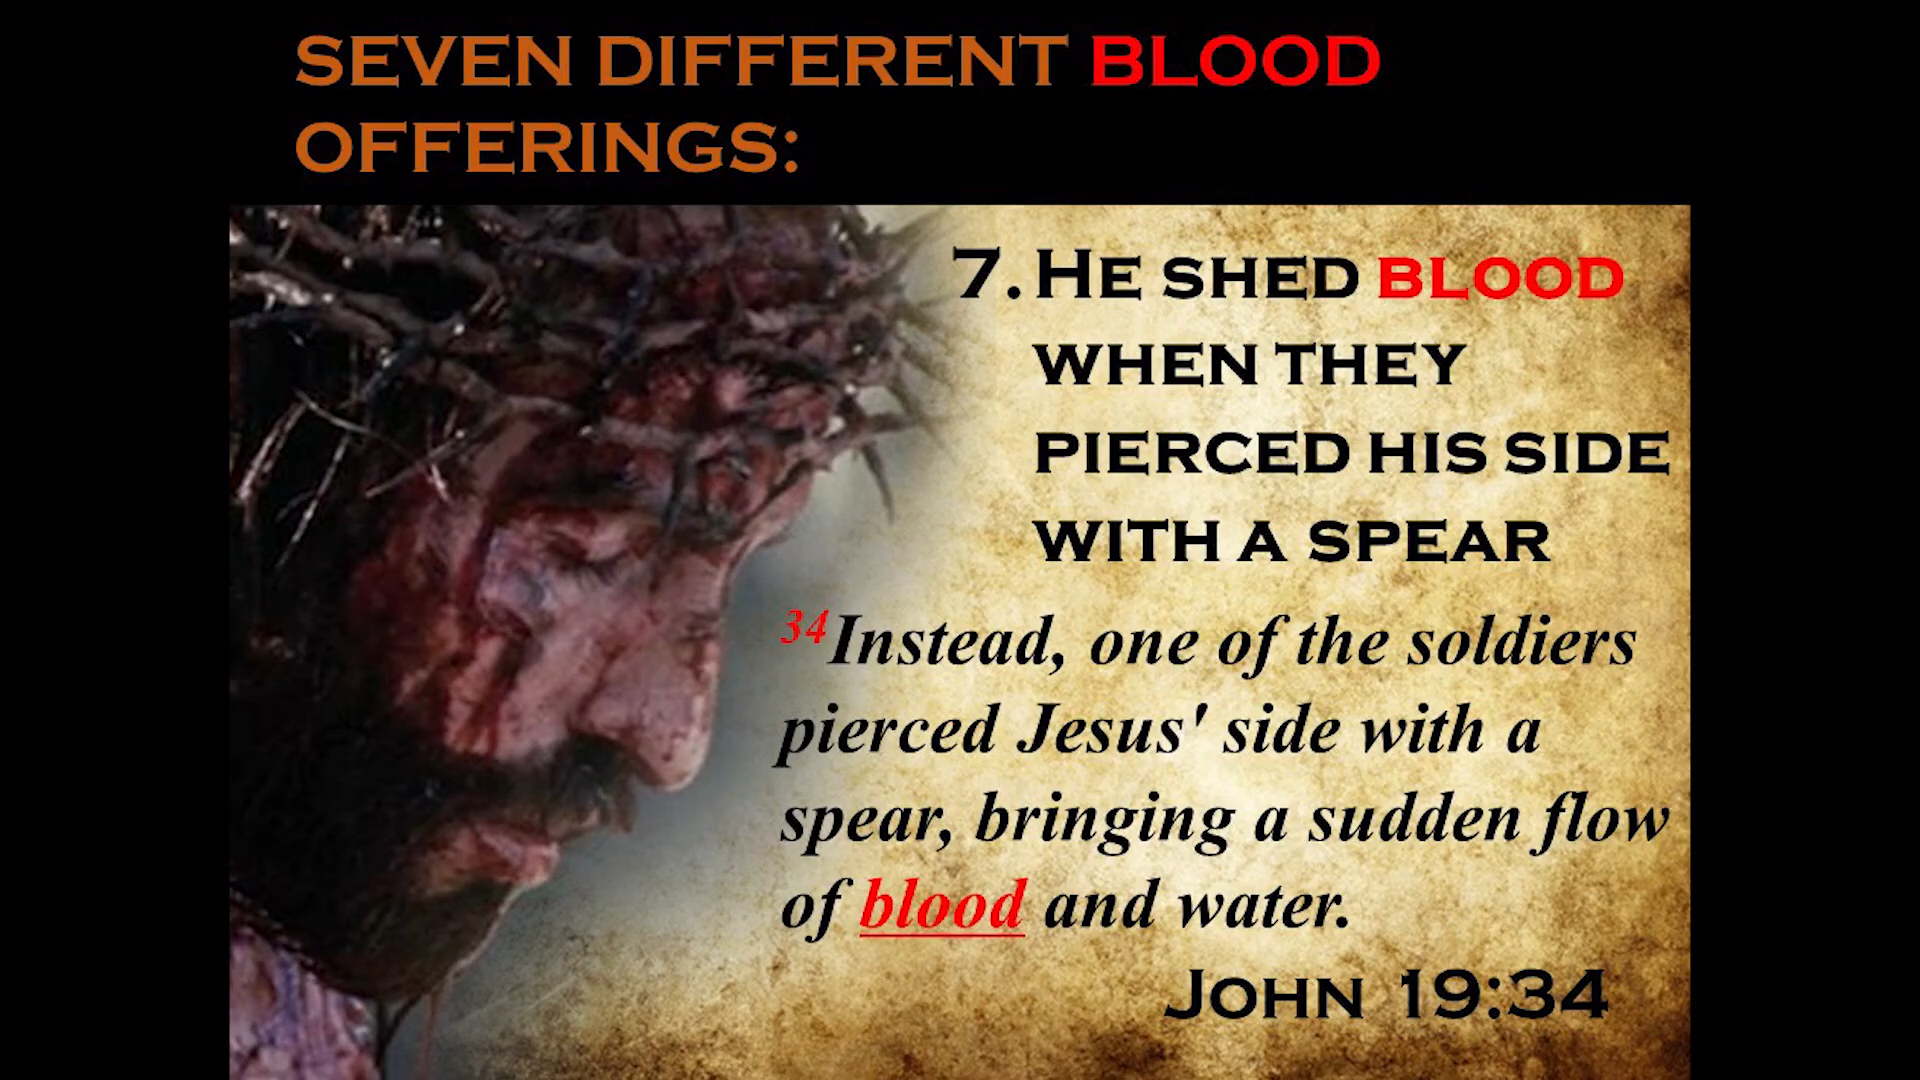 SEVEN DIFFERENT BLOOD
OFFERINGS:
7. HE SHED BLOOD
WHEN THEY
PIERCED HIS SIDE
WITH A SPEAR
34Instead, one of the soldiers
pierced Jesus' side with a
spear, bringing a sudden flow
of blood and water.
JOHN 19:34